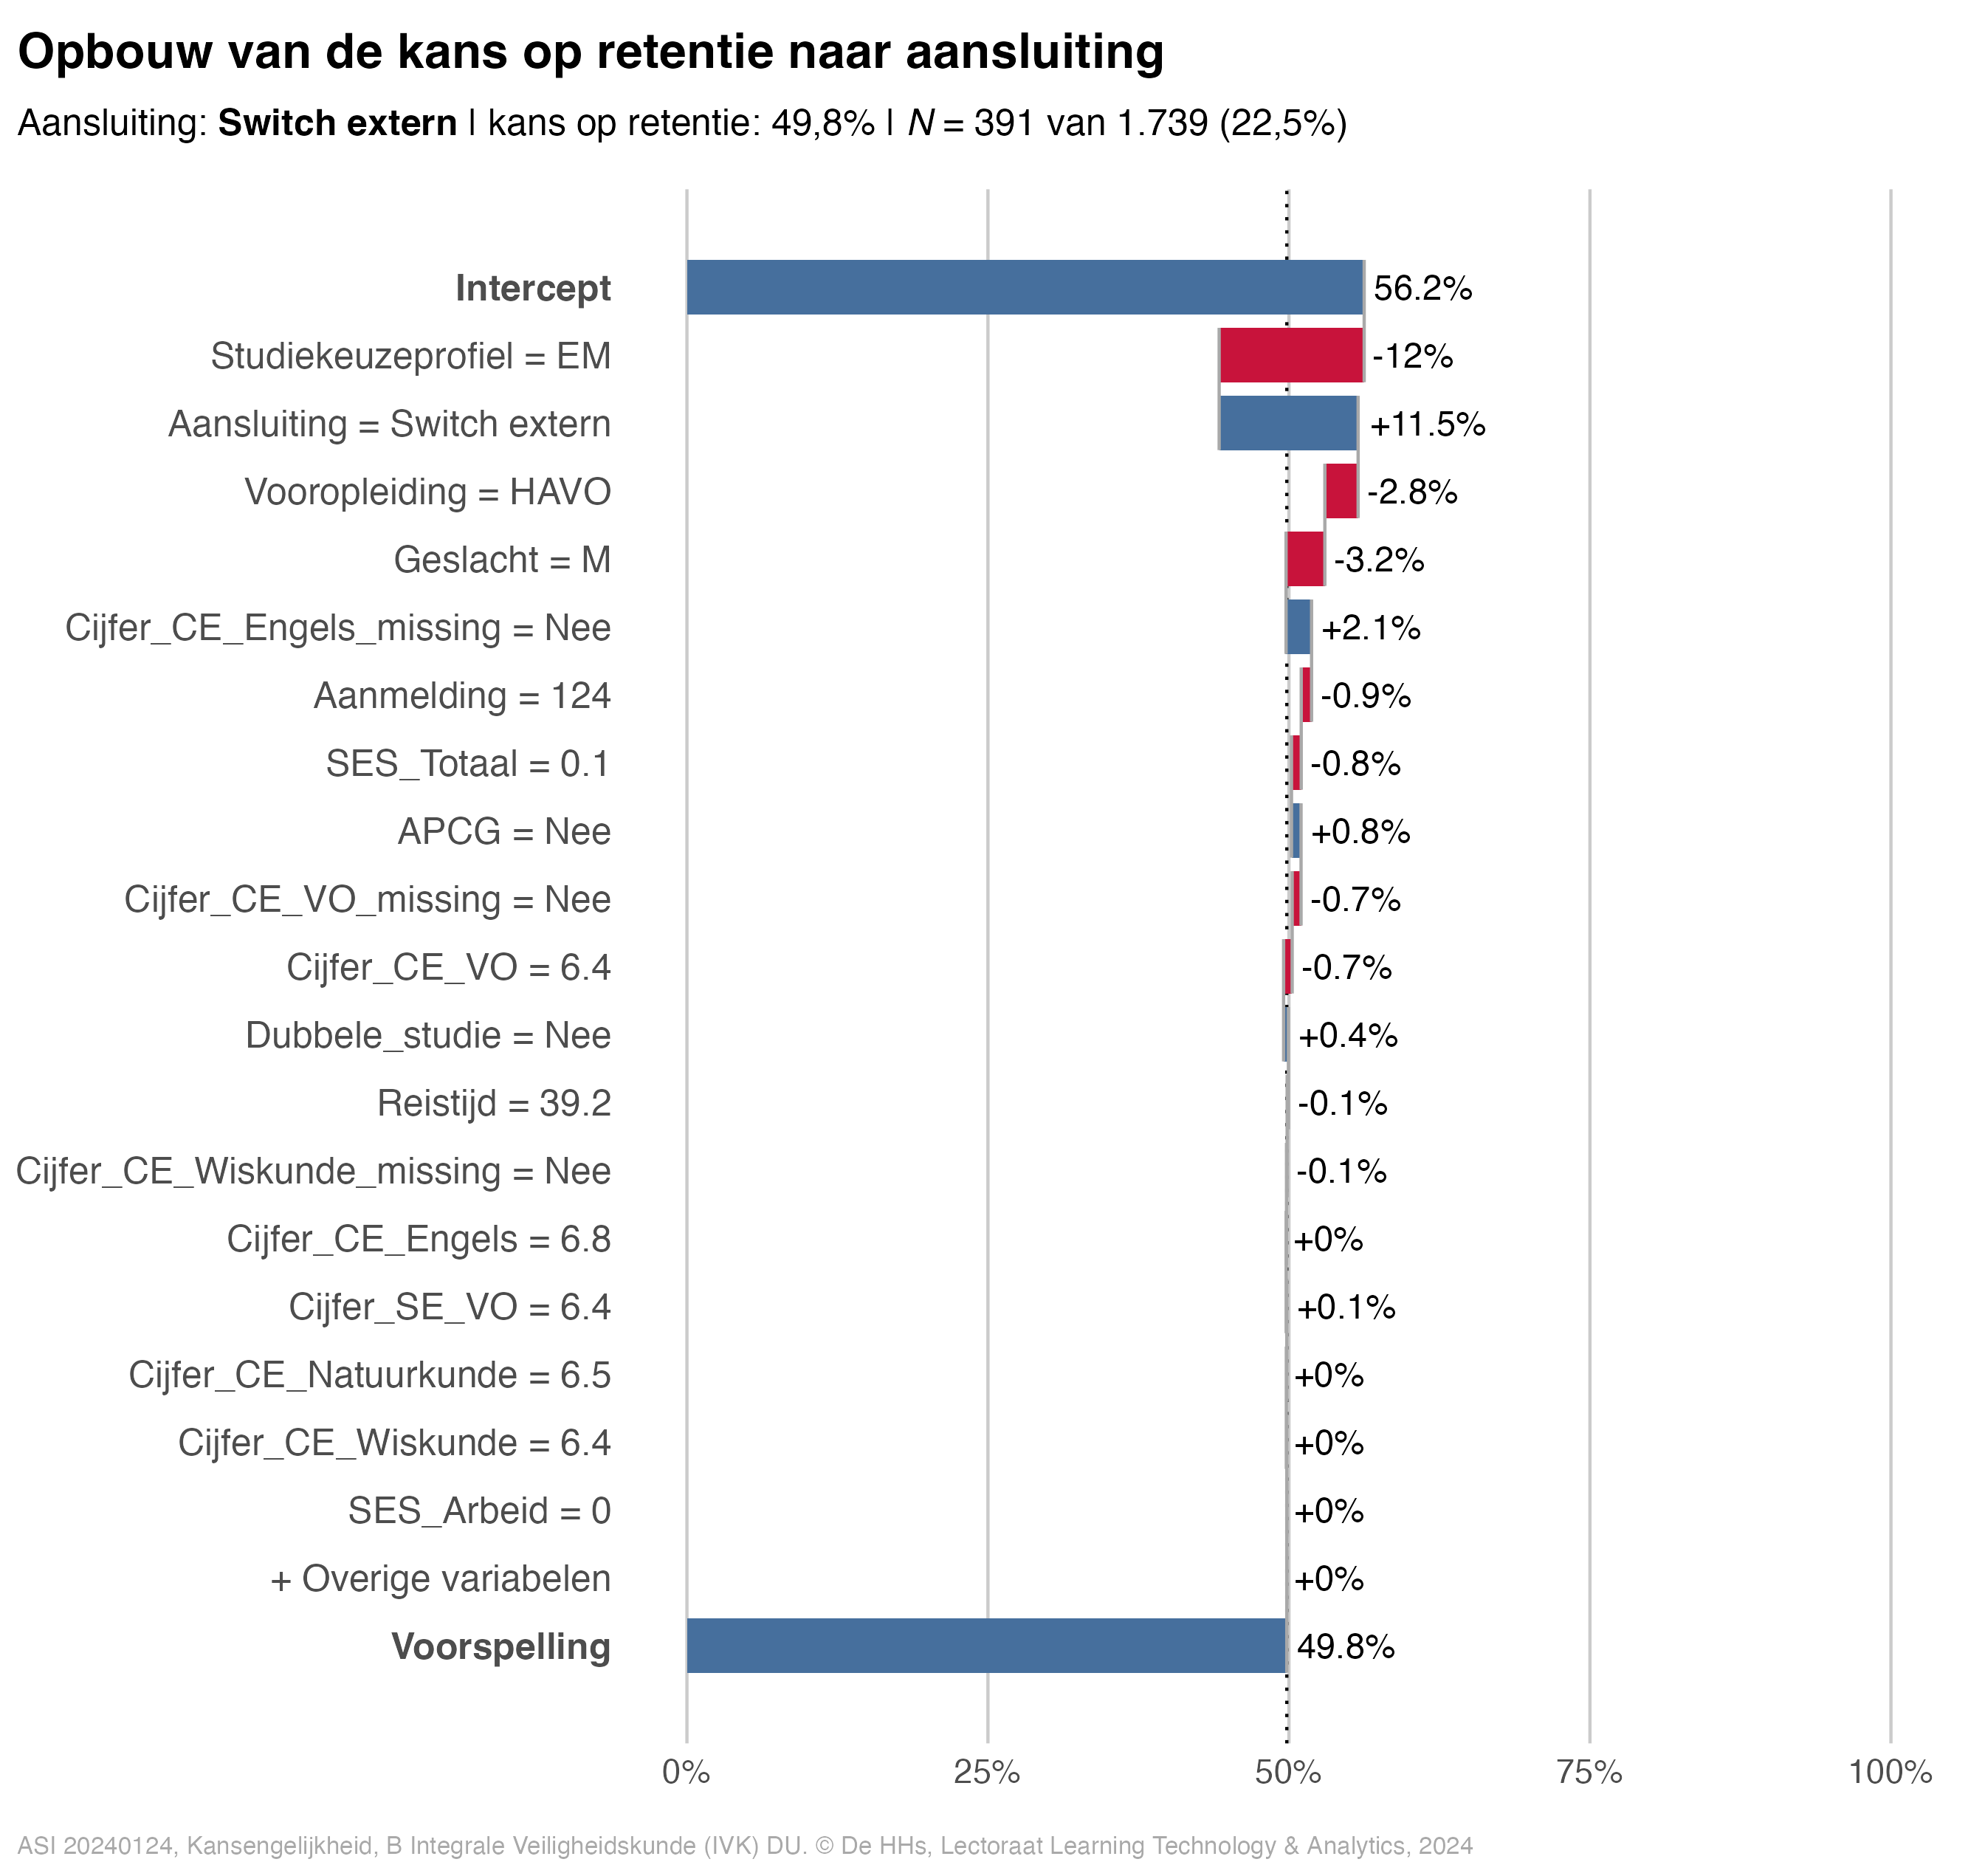 Opbouw van de kans op retentie naar aansluiting
Aansluiting: Switch extern | kans op retentie: 49,8% | N = 391 van 1.739 (22,5%)
Intercept 56.2%
Studiekeuzeprofiel = EM -12%
Aansluiting = Switch extern +11.5%
Vooropleiding = HAVO -2.8%
Geslacht = M -3.2%
Cijfer_CE_Engels_missing = Nee +2.1%
Aanmelding = 124 -0.9%
SES_Totaal = 0.1 -0.8%
APCG = Nee +0.8%
Cijfer_CE_VO_missing = Nee -0.7%
Cijfer_CE_VO = 6.4 -0.7%
Dubbele_studie = Nee +0.4%
Reistijd = 39.2 -0.1%
Cijfer_CE_Wiskunde_missing = Nee -0.1%
Cijfer_CE_Engels = 6.8 +0%
Cijfer_SE_VO = 6.4 +0.1%
Cijfer_CE_Natuurkunde = 6.5 +0%
Cijfer_CE_Wiskunde = 6.4 +0%
SES_Arbeid = 0 +0%
+ Overige variabelen +0%
Voorspelling 49.8%
0% 25% 50% 75% 100%
ASI 20240124, Kansengelijkheid, B Integrale Veiligheidskunde (IVK) DU. © De HHs, Lectoraat Learning Technology & Analytics, 2024